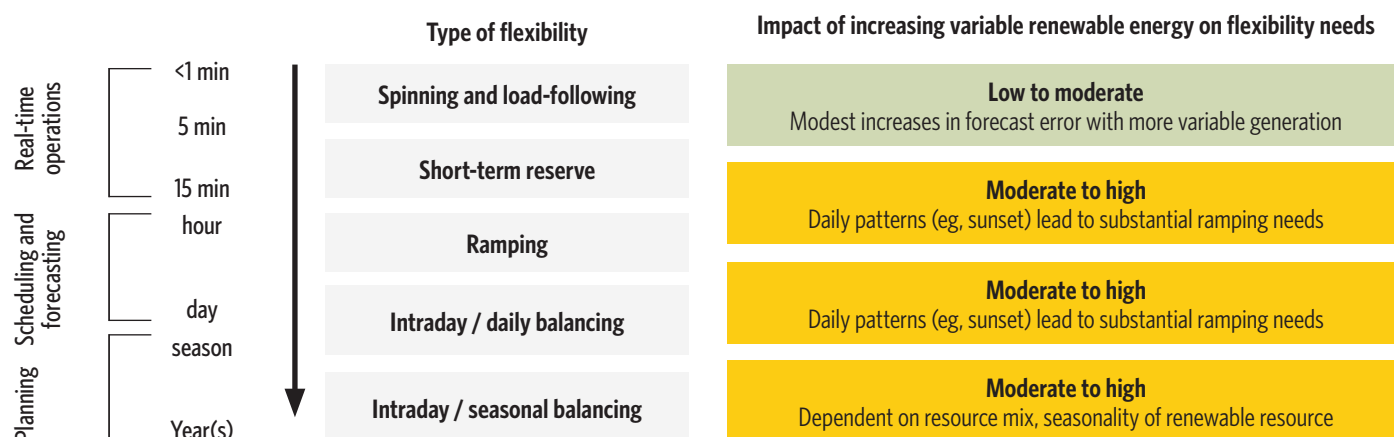 Type of flexibility
Impact of increasing variable renewable energy on flexibility needs
Real-time
operations
<1 min
5 min
15 min
Scheduling and
forecasting
hour
day
Planning
season
Year(s)
Spinning and load-following
Short-term reserve
Ramping
Intraday / daily balancing
Intraday / seasonal balancing
Low to moderate
Modest increases in forecast error with more variable generation
Moderate to high
Daily patterns (eg, sunset) lead to substantial ramping needs
Moderate to high
Daily patterns (eg, sunset) lead to substantial ramping needs
Moderate to high
Dependent on resource mix, seasonality of renewable resource